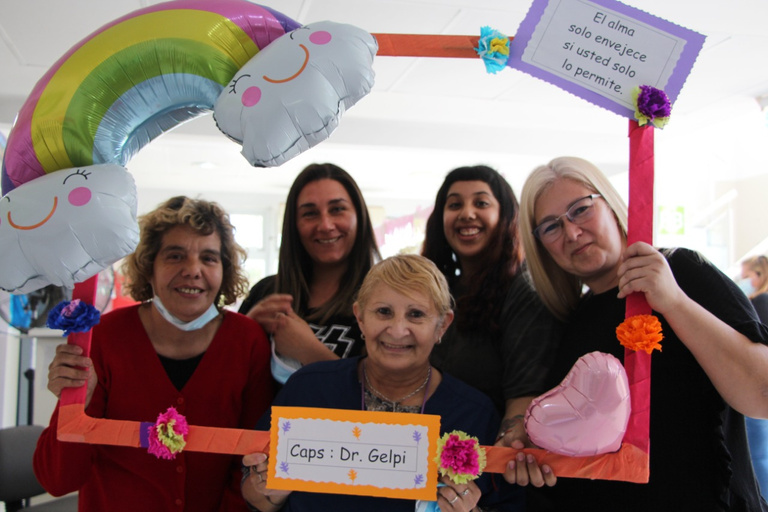 El alma
solo envejece
si usted solo
lo permite.
Caps : Dr. Gelpi